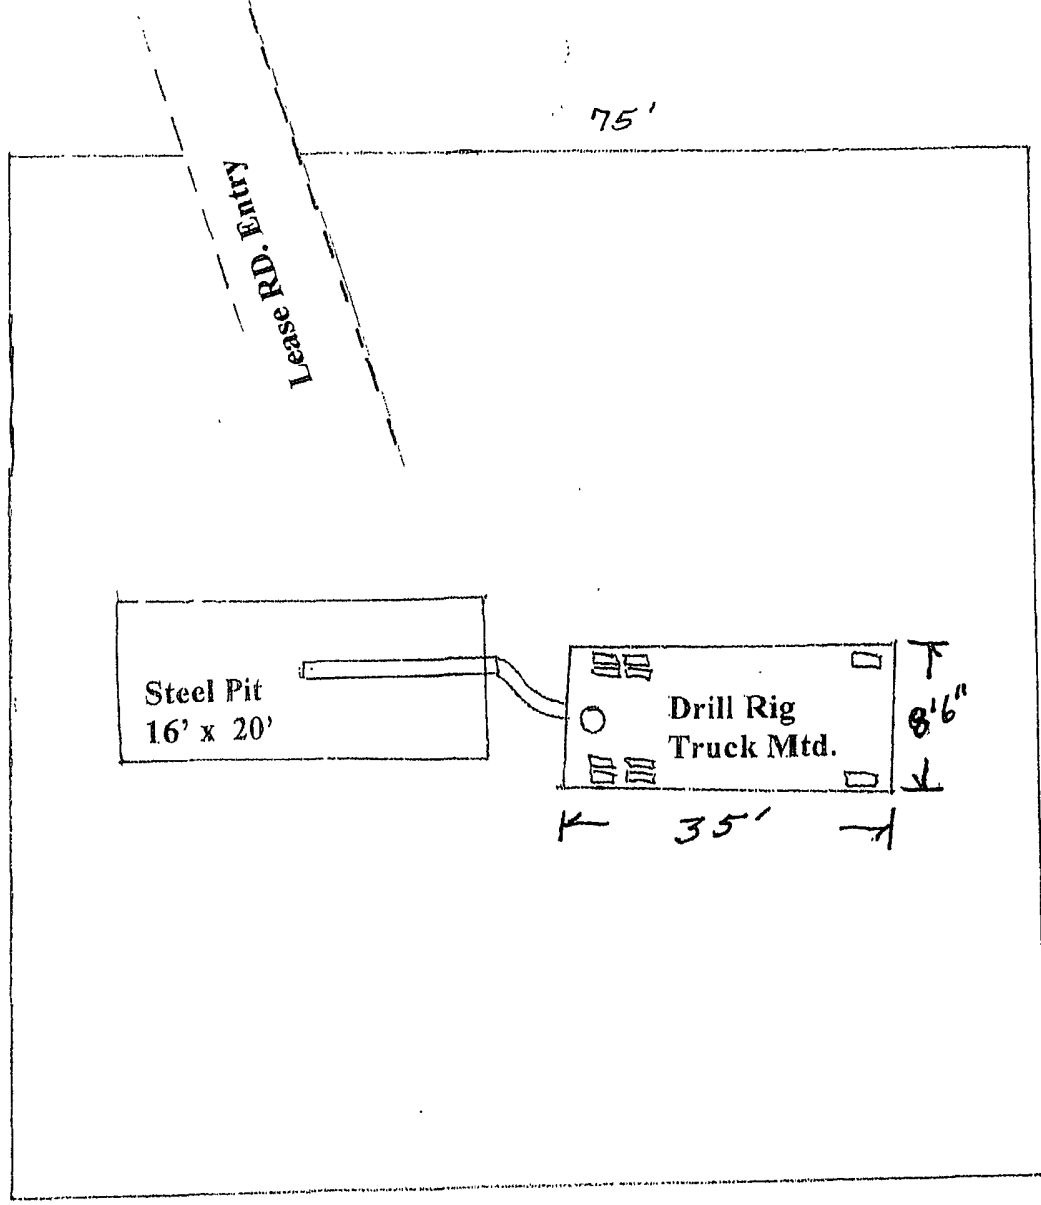 75'
Lease RD. Entry
Steel Pit
16' x 20'
Drill Rig
Truck Mtd.
8'6"
35'